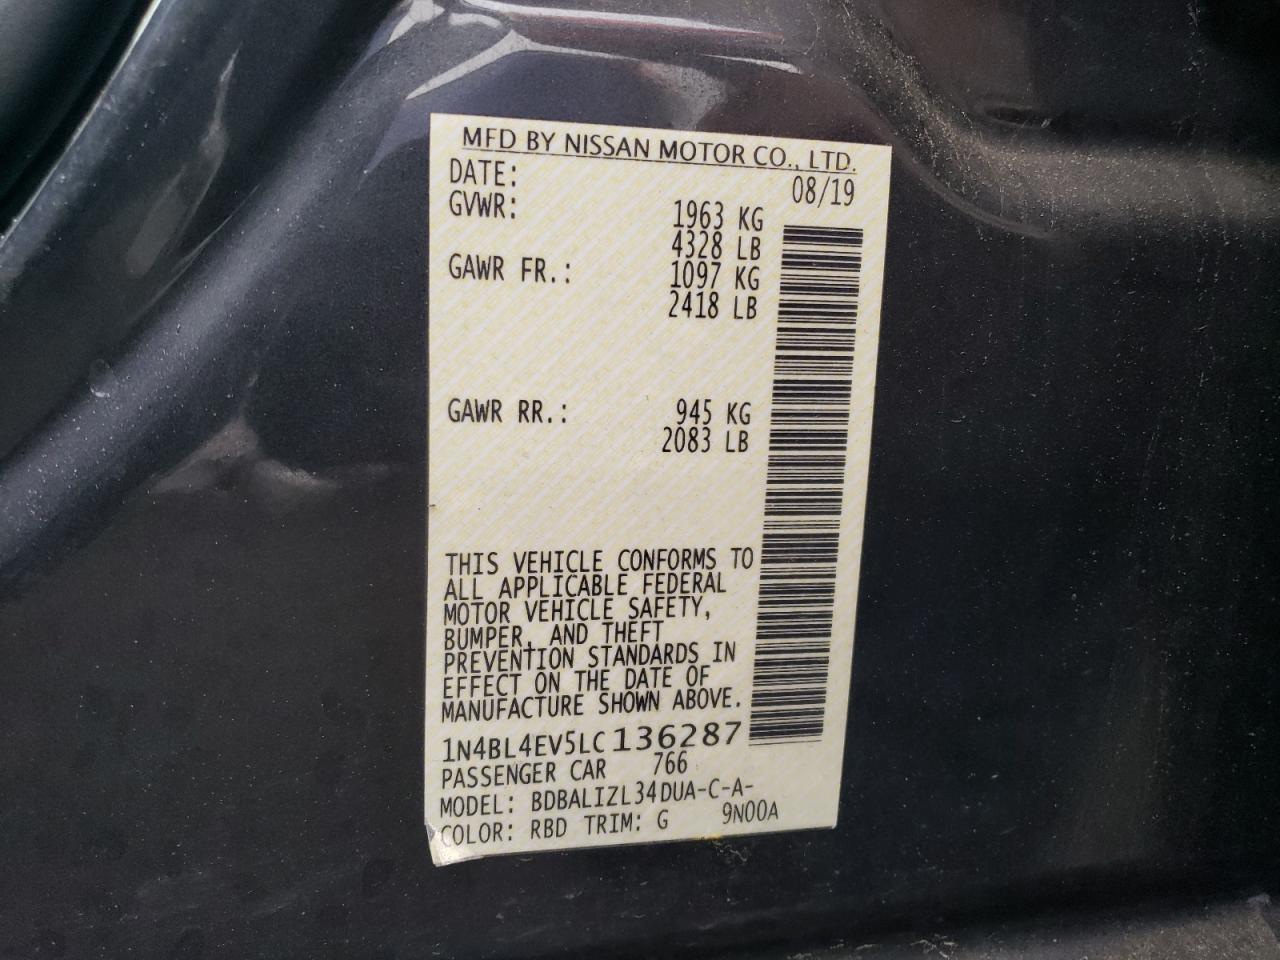 MFD BY NISSAN MOTOR CO., LTD.
DATE: 08/19
GVWR: 1963 KG
4328 LB
GAWR FR.: 1097 KG
2418 LB
GAWR RR.: 945 KG
2083 LB
THIS VEHICLE CONFORMS TO
ALL APPLICABLE FEDERAL
MOTOR VEHICLE SAFETY,
BUMPER, AND THEFT
PREVENTION STANDARDS IN
EFFECT ON THE DATE OF
MANUFACTURE SHOWN ABOVE.
1N4BL4EV5LC136287
PASSENGER CAR 766
MODEL: BDBALIZL34DUA-C-A-
COLOR: RBD TRIM: G 9N00A